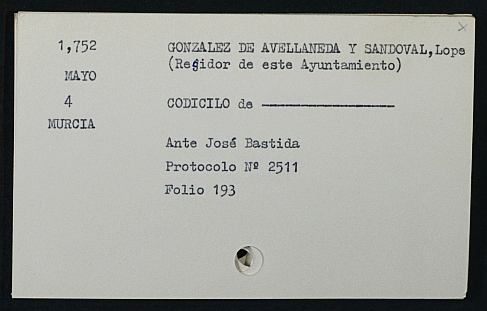 1,752
GONZALEZ DE AVELLANEDA Y SANDOVAL,Lope
(Regidor de este Ayuntamiento)
MAYO
4
CODICILO de ------------------
MURCIA
Ante José Bastida
Protocolo Nº 2511
Folio 193